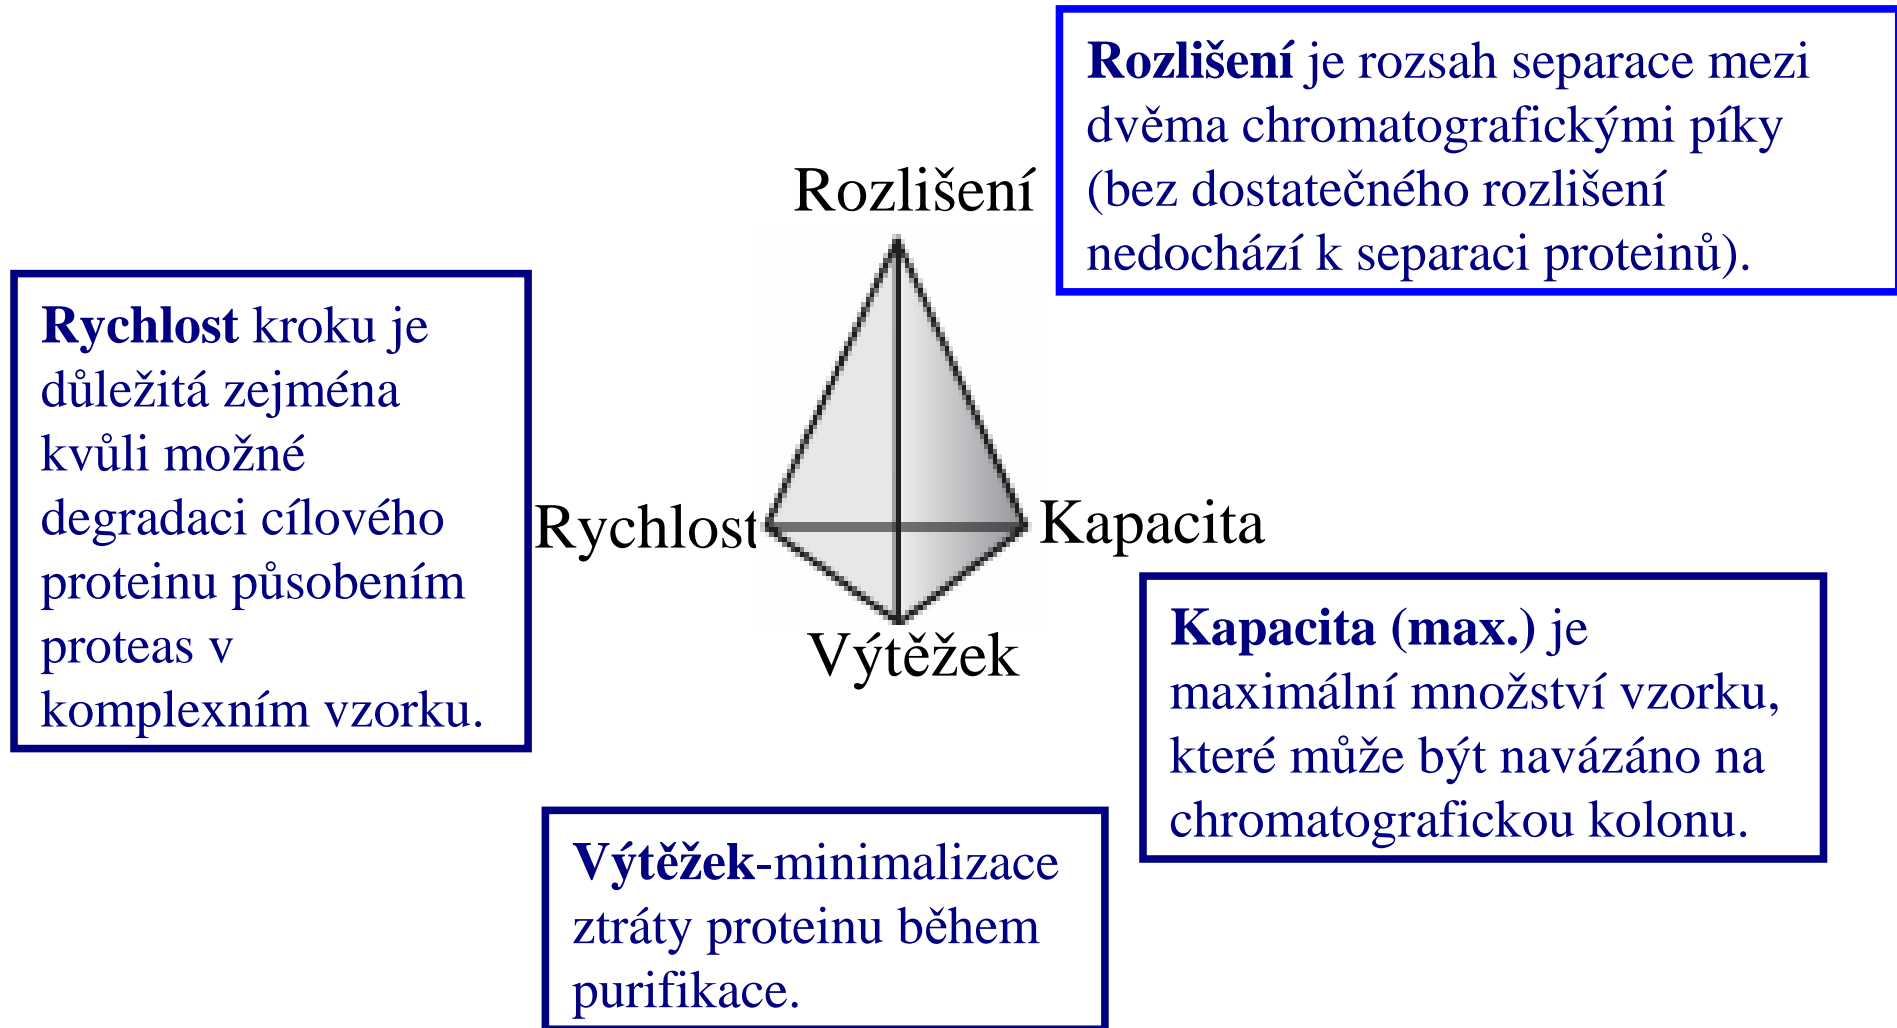 Rozlišení je rozsah separace mezi
dvěma chromatografickými píky
(bez dostatečného rozlišení
nedochází k separaci proteinů).
Rozlišení
Rychlost kroku je
důležitá zejména
kvůli možné
degradaci cílového
proteinu působením
proteas v
komplexním vzorku.
Rychlost
Kapacita
Výtěžek
Kapacita (max.) je
maximální množství vzorku,
které může být navázáno na
chromatografickou kolonu.
Výtěžek-minimalizace
ztráty proteinu během
purifikace.